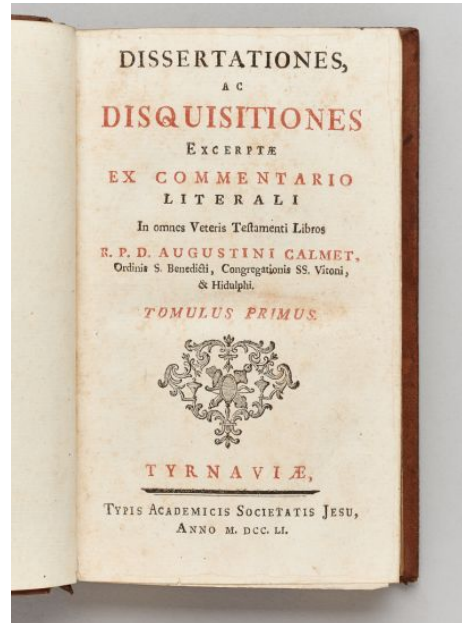 DISSERTATIONES,
AC
DISQUISITIONES
EXCERPTÆ
EX COMMENTARIO
LITERALI
In omnes Veteris Teſtamenti Libros
R. P. D. AUGUSTINI CALMET,
Ordinis S. Benedicti, Congregationis SS. Vitoni,
& Hidulphi.
TOMULUS PRIMUS.
TYRNAVIÆ,
TYPIS ACADEMICIS SOCIETATIS JESU,
ANNO M. DCC. LI.